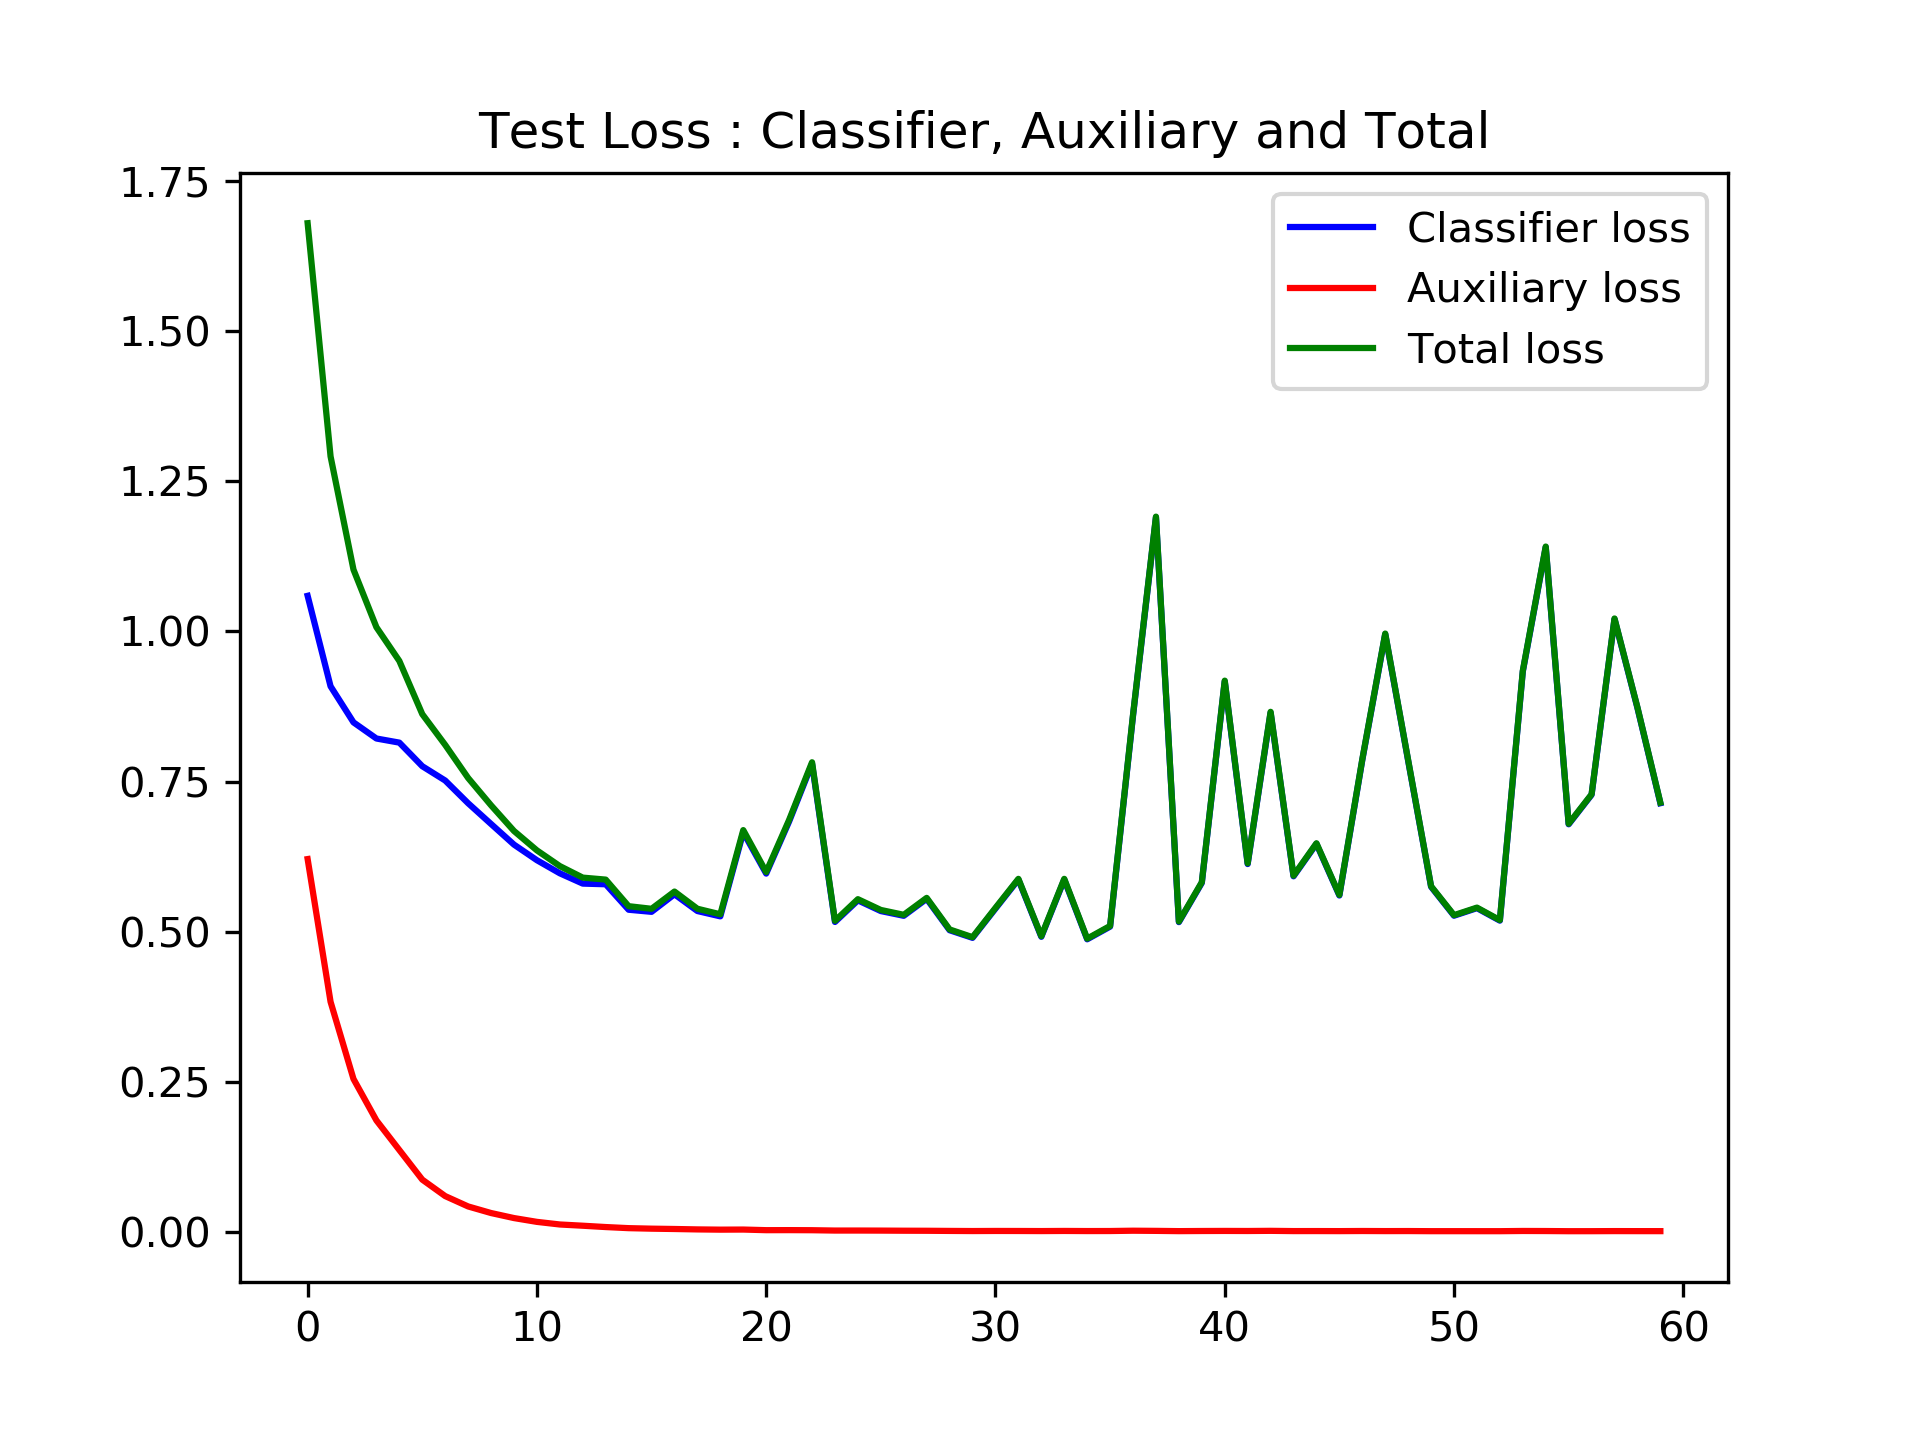 Test Loss : Classifier, Auxiliary and Total
1.75
1.50
1.25
1.00
0.75
0.50
0.25
0.00
Classifier loss
Auxiliary loss
Total loss
0 10 20 30 40 50 60